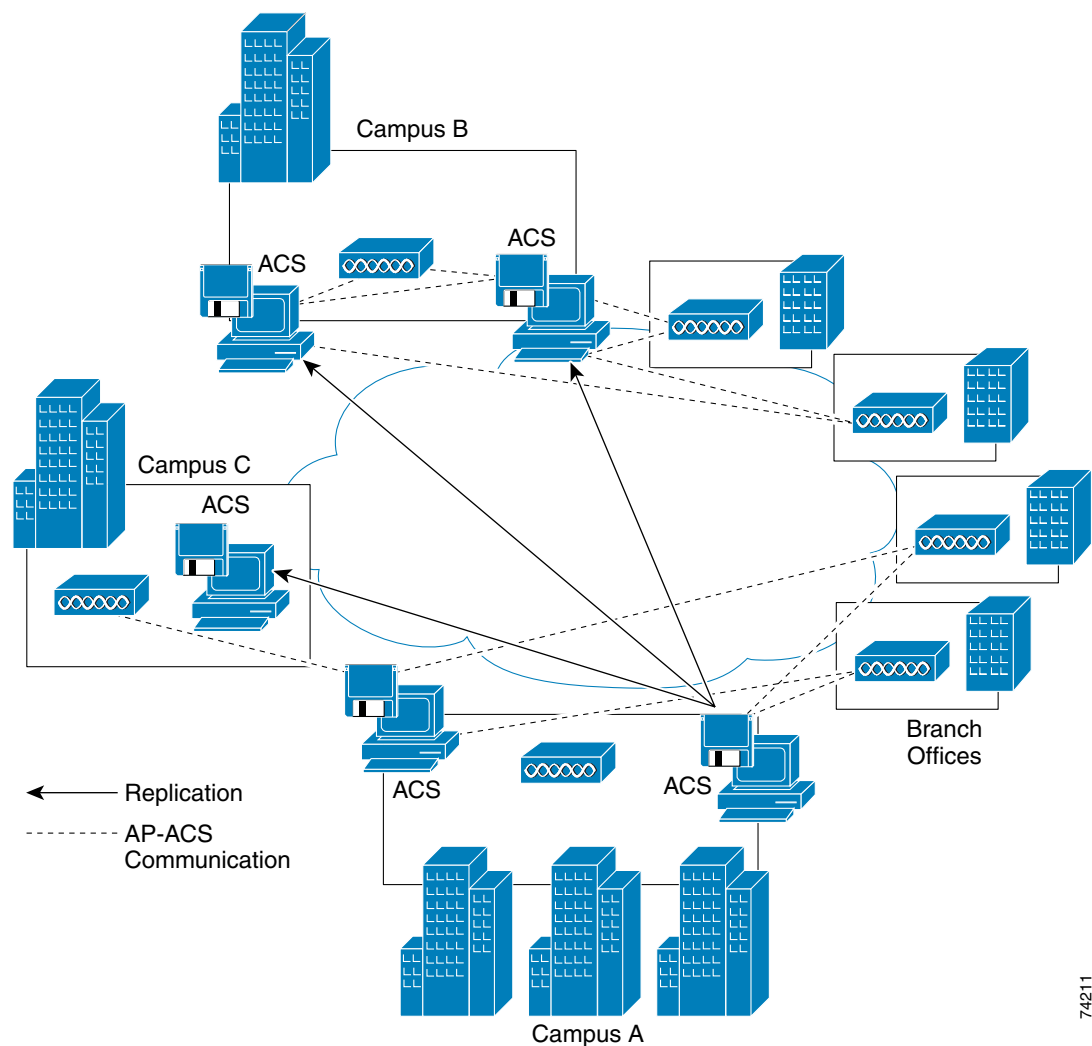 Campus B
ACS
ACS
Campus C
ACS
ACS
ACS
Branch
Offices
Replication
AP-ACS
Communication
Campus A
74211